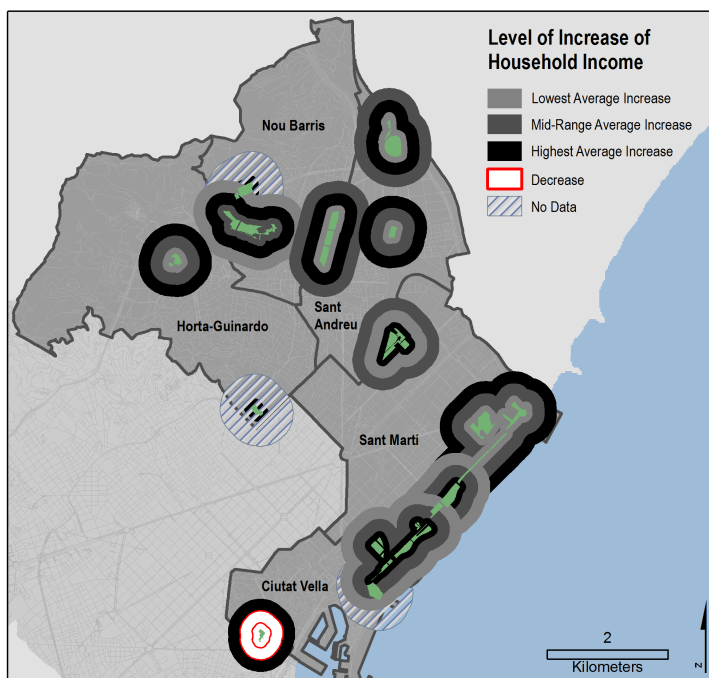 Level of Increase of
Household Income
Lowest Average Increase
Mid-Range Average Increase
Highest Average Increase
Decrease
No Data
Nou Barris
Sant
Andreu
Horta-Guinardo
Sant Martí
Ciutat Vella
2
Kilometers
z